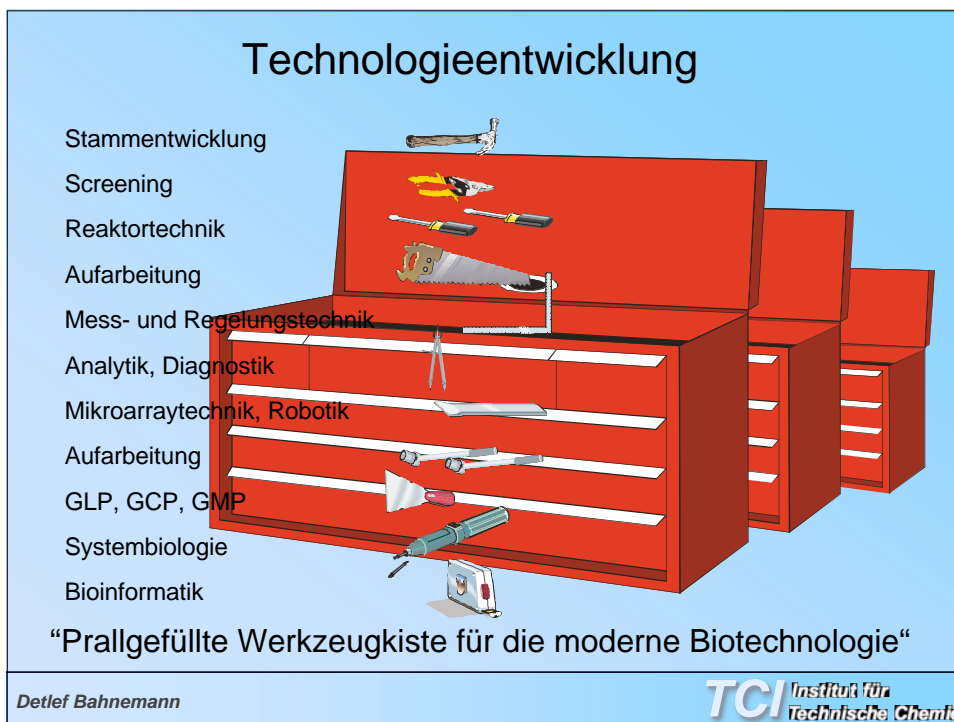 Technologieentwicklung
Stammentwicklung
Screening
Reaktortechnik
Aufarbeitung
Mess- und Regelungstechnik
Analytik, Diagnostik
Mikroarraytechnik, Robotik
Aufarbeitung
GLP, GCP, GMP
Systembiologie
Bioinformatik
“Prallgefüllte Werkzeugkiste für die moderne Biotechnologie“
Detlef Bahnemann
TCI Institut für
Technische Chemi